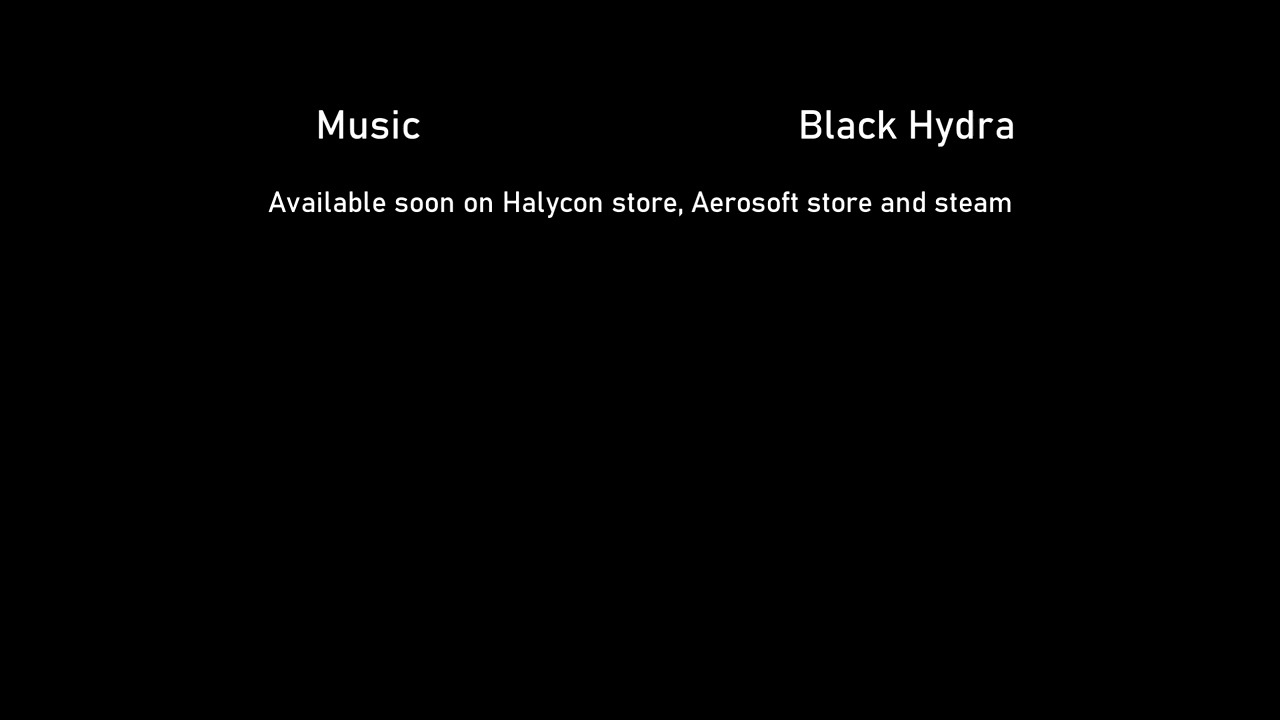 Music Black Hydra
Available soon on Halycon store, Aerosoft store and steam